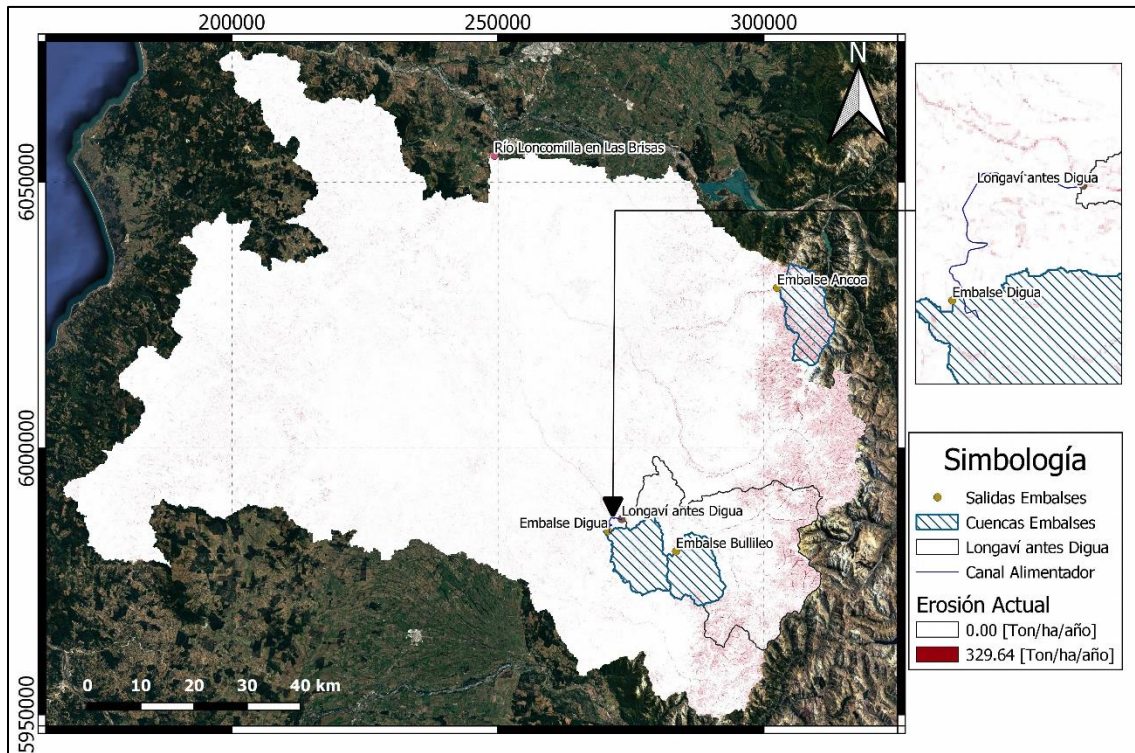 200000 250000 300000
N
6050000
6000000
5950000
Río Loncomilla en Las Brisas
Embalse Ancoa
Longaví antes Digua
Embalse Digua
Embalse Bullileo
0 10 20 30 40 km
Longaví antes Digua
Embalse Digua
Simbología
Salidas Embalses
Cuencas Embalses
Longaví antes Digua
Canal Alimentador
Erosión Actual
0.00 [Ton/ha/año]
329.64 [Ton/ha/año]